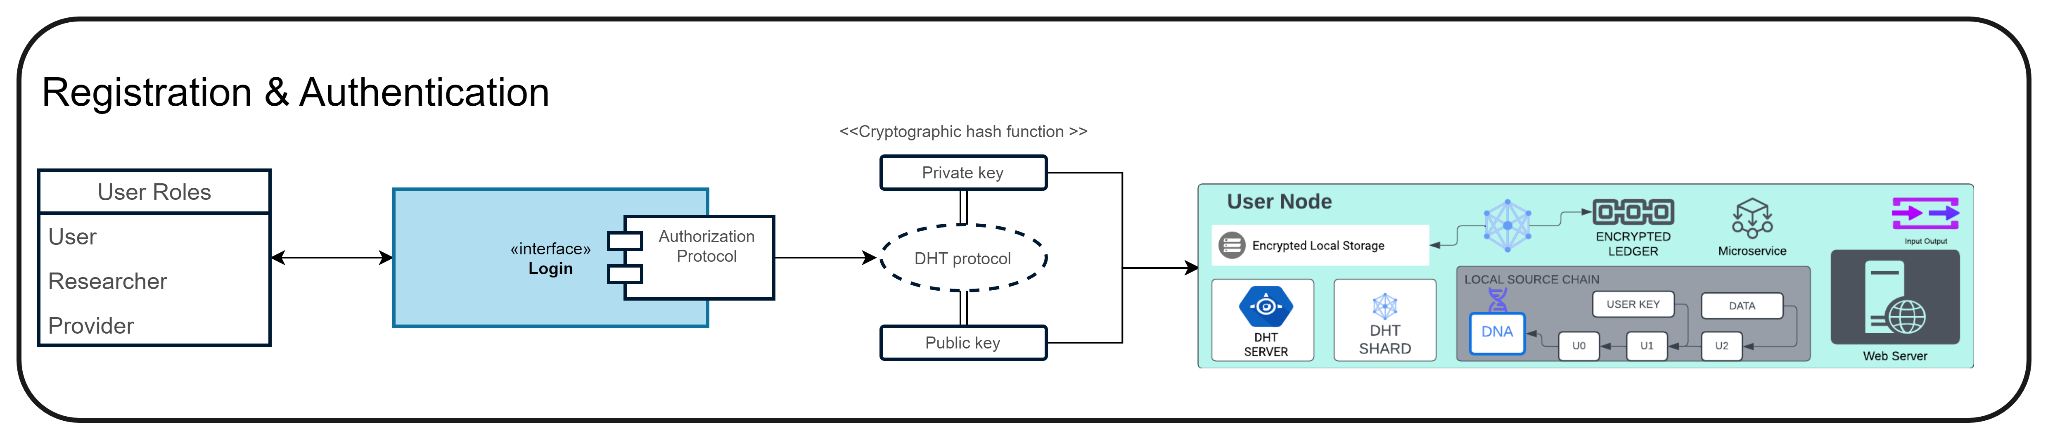 Registration & Authentication
<<Cryptographic hash function >>
User Roles
User
Researcher
Provider
«interface»
Login
Authorization
Protocol
Private key
DHT protocol
Public key
User Node
Encrypted Local Storage
ENCRYPTED
LEDGER
Microservice
Input Output
DHT
SERVER
DHT
SHARD
LOCAL SOURCE CHAIN
USER KEY
DATA
DNA
U0
U1
U2
Web Server